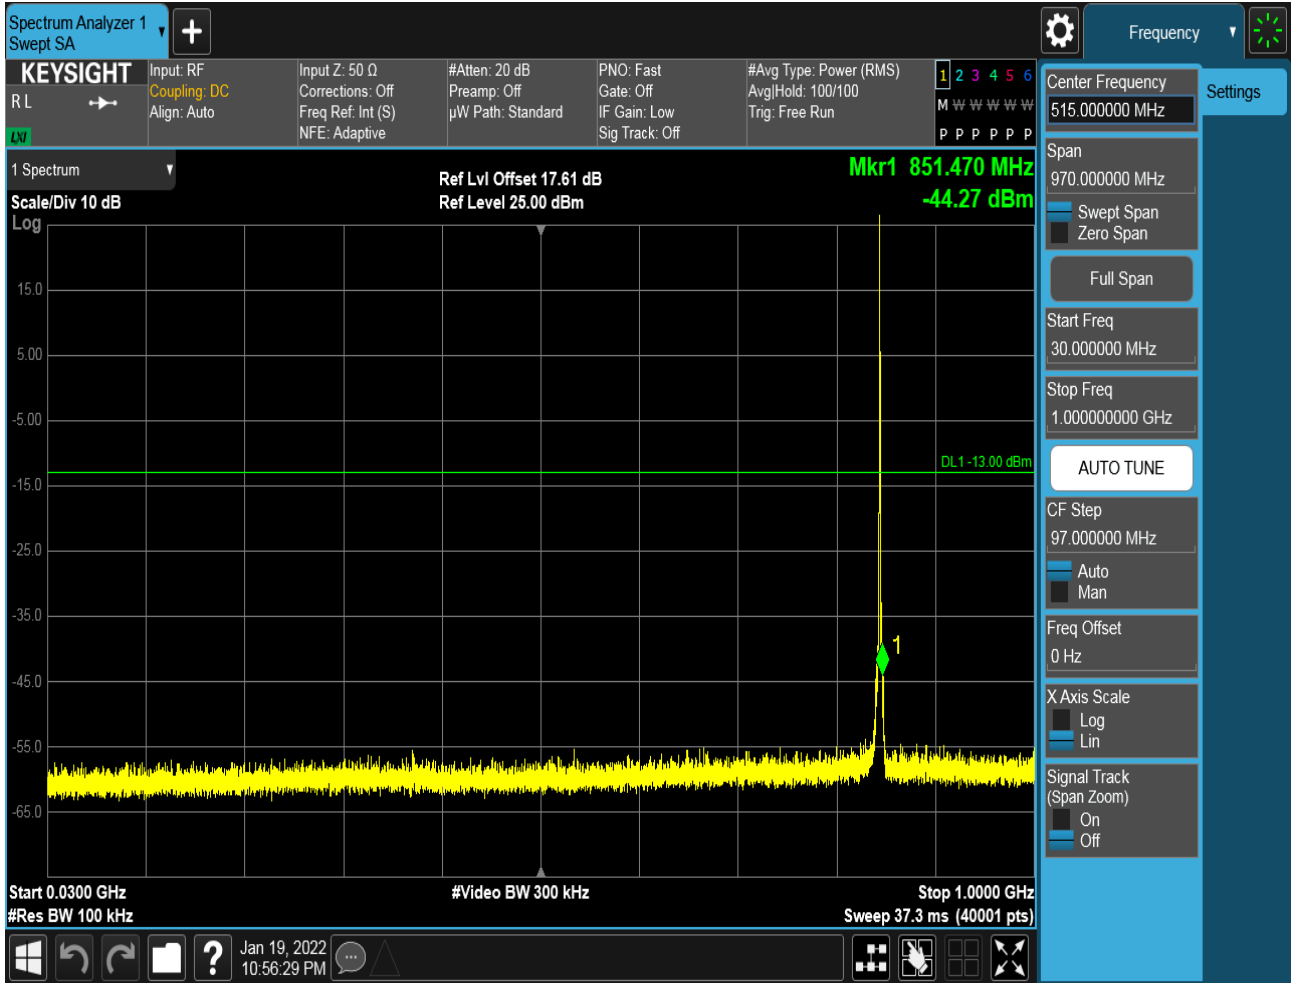 Spectrum Analyzer 1
Swept SA
Frequency
KEYSIGHT
R L
LXI
Input: RF
Coupling: DC
Align: Auto
Input Z: 50 Ω
Corrections: Off
Freq Ref: Int (S)
NFE: Adaptive
#Atten: 20 dB
Preamp: Off
µW Path: Standard
PNO: Fast
Gate: Off
IF Gain: Low
Sig Track: Off
#Avg Type: Power (RMS)
Avg|Hold: 100/100
Trig: Free Run
1 2 3 4 5 6
M W W W W W
P P P P P P
1 Spectrum
Scale/Div 10 dB
Log
Ref Lvl Offset 17.61 dB
Ref Level 25.00 dBm
Mkr1 851.470 MHz
-44.27 dBm
15.0
5.00
-5.00
DL1 -13.00 dBm
-15.0
-25.0
-35.0
1
-45.0
-55.0
-65.0
Start 0.0300 GHz
#Res BW 100 kHz
#Video BW 300 kHz
Stop 1.0000 GHz
Sweep 37.3 ms (40001 pts)
?
Jan 19, 2022
10:56:29 PM
Center Frequency
515.000000 MHz
Settings
Span
970.000000 MHz
Swept Span
Zero Span
Full Span
Start Freq
30.000000 MHz
Stop Freq
1.000000000 GHz
AUTO TUNE
CF Step
97.000000 MHz
Auto
Man
Freq Offset
0 Hz
X Axis Scale
Log
Lin
Signal Track
(Span Zoom)
On
Off